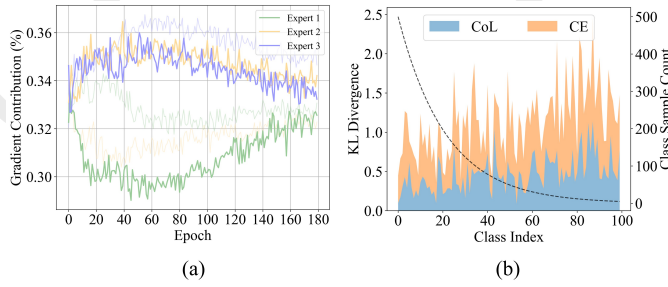 Gradient Contribution (%)
0.36
0.34
0.32
0.30
Expert 1
Expert 2
Expert 3
0 20 40 60 80 100 120 140 160 180
Epoch
(a)
KL Divergence
2.5
2.0
1.5
1.0
0.5
0.0
CoL CE
500
400
300
200
100
0
Class Sample Count
0 20 40 60 80 100
Class Index
(b)